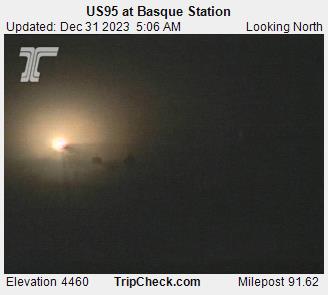 US95 at Basque Station
Updated: Dec 31 2023 5:06 AM Looking North
Elevation 4460 TripCheck.com Milepost 91.62